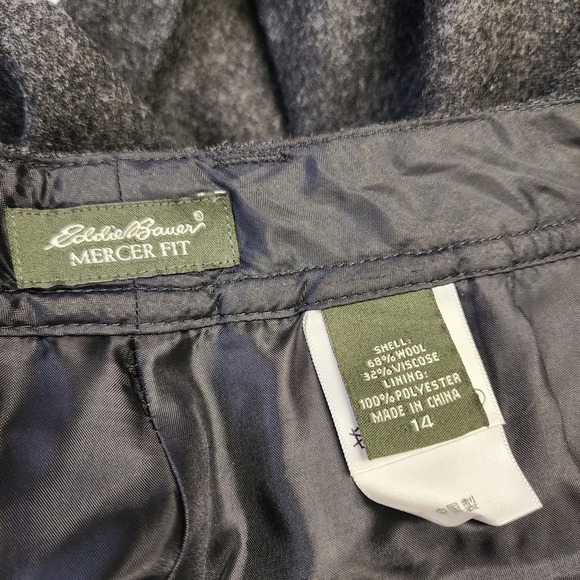 Eddie Bauer®
MERCER FIT
SHELL:
68% WOOL
32% VISCOSE
LINING:
100% POLYESTER
MADE IN CHINA
14